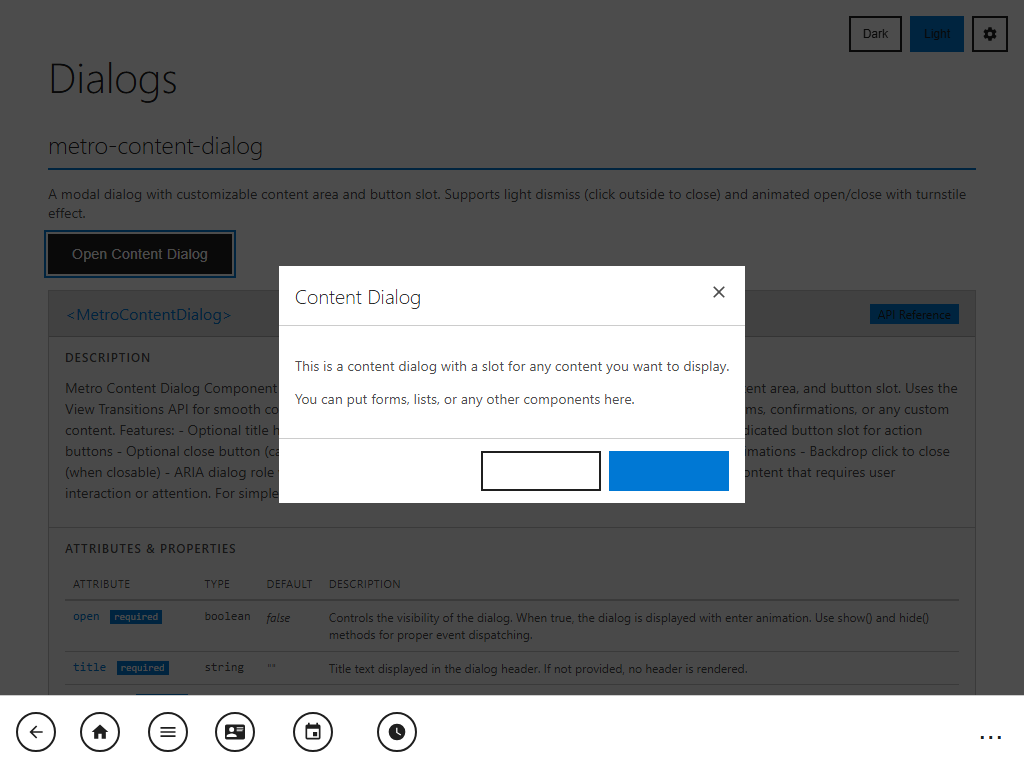 Dark
Light
Dialogs
metro-content-dialog
A modal dialog with customizable content area and button slot. Supports light dismiss (click outside to close) and animated open/close with turnstile
effect.
Open Content Dialog
Content Dialog
This is a content dialog with a slot for any content you want to display.
You can put forms, lists, or any other components here.
<MetroContentDialog>
API Reference
DESCRIPTION
Metro Content Dialog Component
area, and button slot. Uses the
View Transitions API for smooth
confirmations, or any custom
content. Features: - Optional title
button slot for action
buttons - Optional close button
- Backdrop click to close
(when closable) - ARIA dialog role
that requires user
interaction or attention. For
ATTRIBUTES & PROPERTIES
ATTRIBUTE TYPE DEFAULT DESCRIPTION
open required boolean false Controls the visibility of the dialog. When true, the dialog is displayed with enter animation. Use show() and hide()
methods for proper event dispatching.
title required string "" Title text displayed in the dialog header. If not provided, no header is rendered.
...